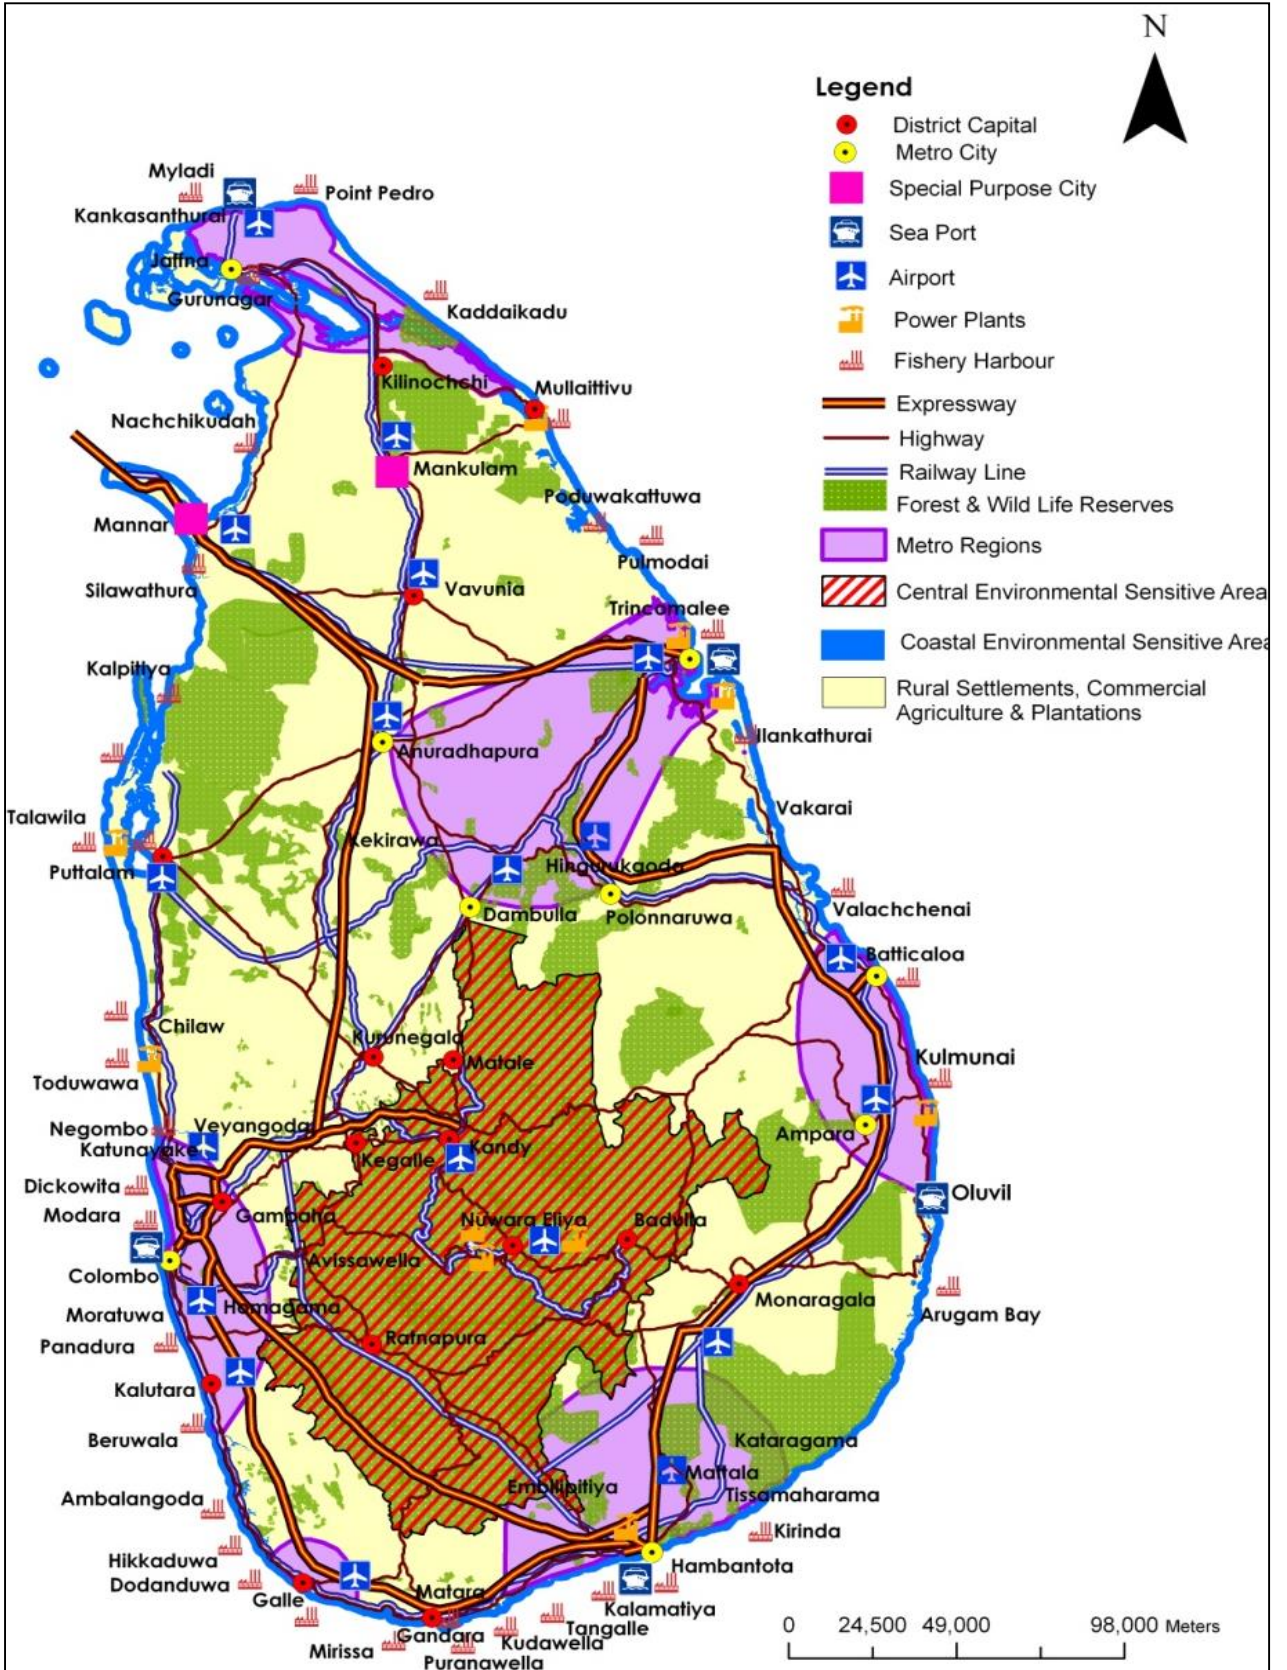 N
Legend
District Capital
Metro City
Special Purpose City
Sea Port
Airport
Power Plants
Fishery Harbour
Expressway
Highway
Railway Line
Forest & Wild Life Reserves
Metro Regions
Central Environmental Sensitive Area
Coastal Environmental Sensitive Area
Rural Settlements, Commercial
Agriculture & Plantations
Myladi
Point Pedro
Kankasanthurai
Jaffna
Gurunagar
Kaddaikadu
Kilinochchi
Mullaittivu
Nachchikudah
Mankulam
Poduwakattuwa
Mannar
Pulmodai
Silawathura
Vavunia
Trincomalee
Kalpitiya
Ilankathurai
Anuradhapura
Vakarai
Talawila
Kekirawa
Puttalam
Hingurukgoda
Dambulla
Polonnaruwa
Valachchenai
Batticaloa
Chilaw
Kurunegala
Matale
Kulmunai
Toduwawa
Negombo
Veyangoda
Katunayake
Kegalle
Kandy
Ampara
Dickowita
Modara
Gampaha
Nuwara Eliya
Badulla
Oluvil
Colombo
Avissawella
Moratuwa
Homagama
Monaragala
Arugam Bay
Panadura
Ratnapura
Kalutara
Beruwala
Kataragama
Mattala
Embilipitiya
Tissamaharama
Ambalangoda
Kirinda
Hikkaduwa
Dodanduwa
Hambantota
Galle
Matara
Kalamatiya
Tangalle
Gandara
Kudawella
Mirissa
Puranawella
0 24,500 49,000 98,000 Meters